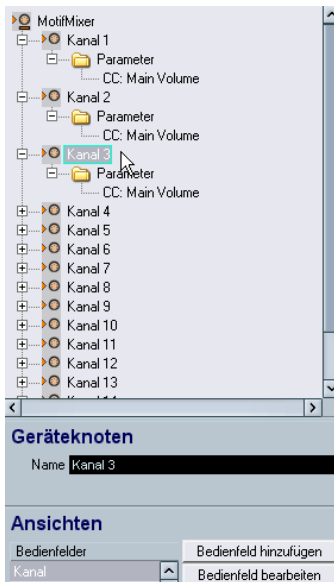 MotifMixer
Kanal 1
Parameter
CC: Main Volume
Kanal 2
Parameter
CC: Main Volume
Kanal 3
Parameter
CC: Main Volume
Kanal 4
Kanal 5
Kanal 6
Kanal 7
Kanal 8
Kanal 9
Kanal 10
Kanal 11
Kanal 12
Kanal 13
Geräteknoten
Name Kanal 3
Ansichten
Bedienfelder Bedienfeld hinzufügen
Kanal Bedienfeld bearbeiten